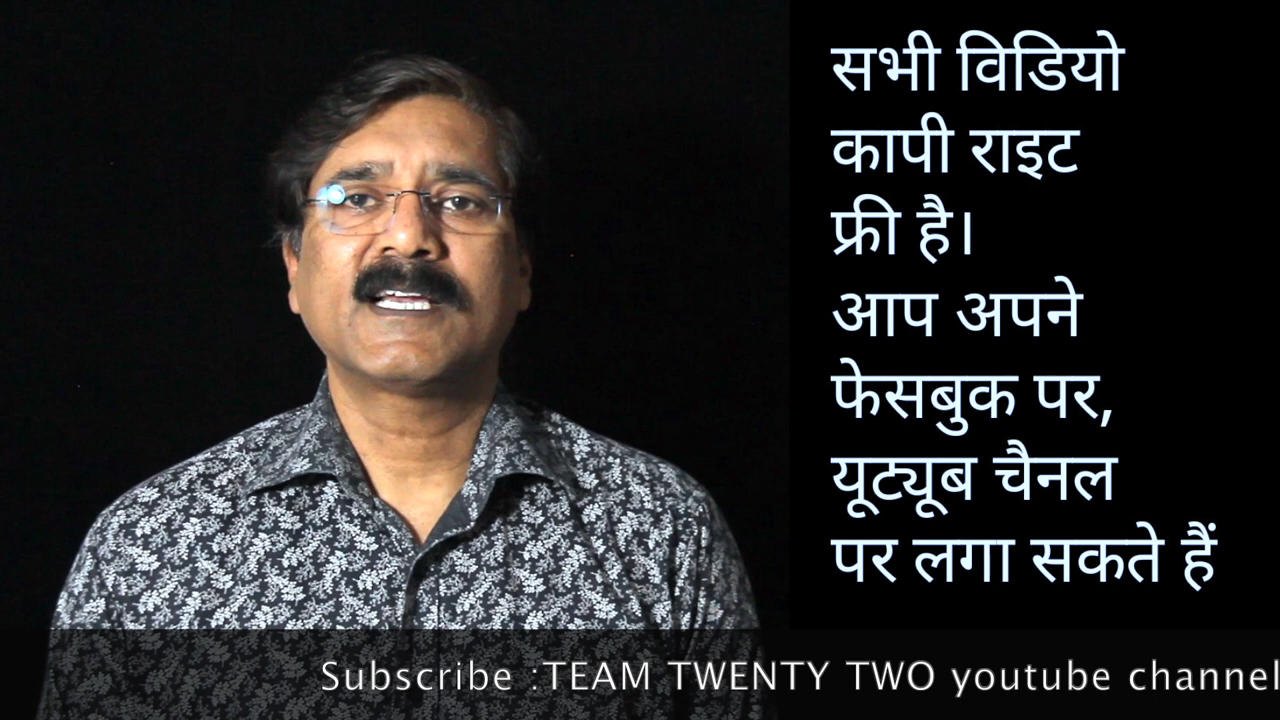 सभी विडियो
कापी राइट
फ्री है।
आप अपने
फेसबुक पर,
यूट्यूब चैनल
पर लगा सकते हैं
Subscribe :TEAM TWENTY TWO youtube channel